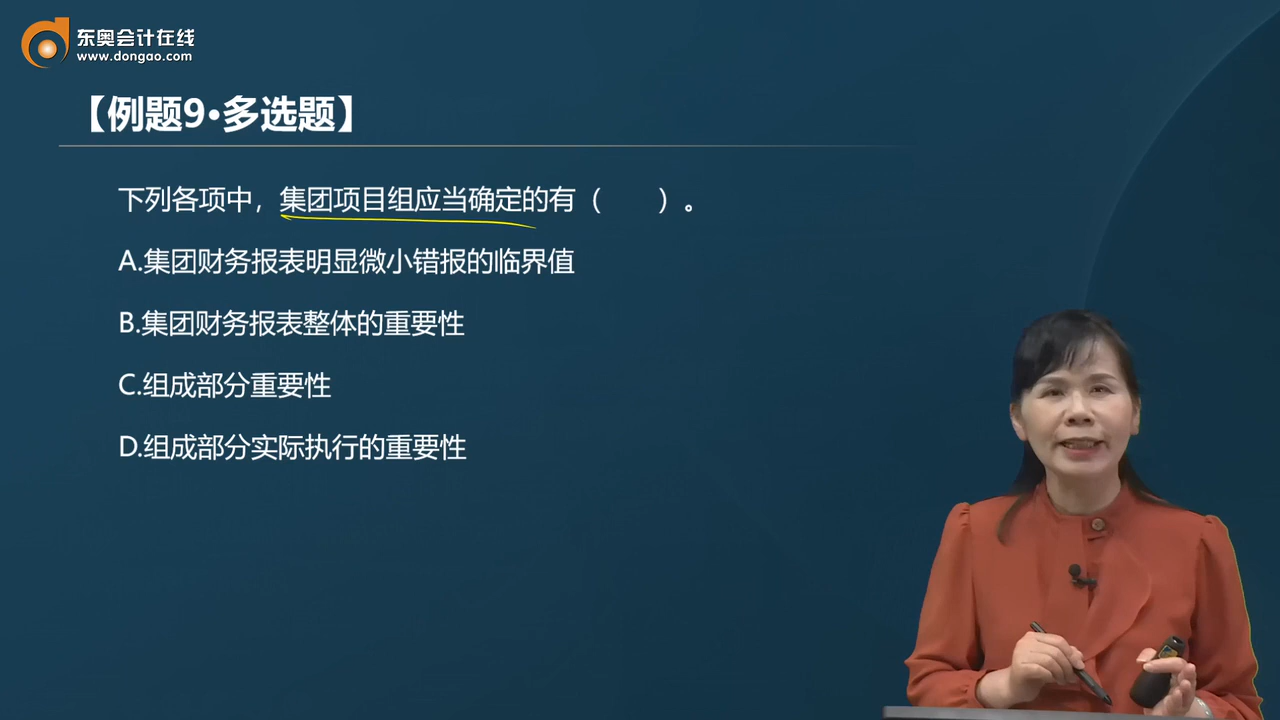 东奥会计在线
www.dongao.com
【例题9•多选题】
下列各项中，集团项目组应当确定的有（　　）。
A.集团财务报表明显微小错报的临界值
B.集团财务报表整体的重要性
C.组成部分重要性
D.组成部分实际执行的重要性